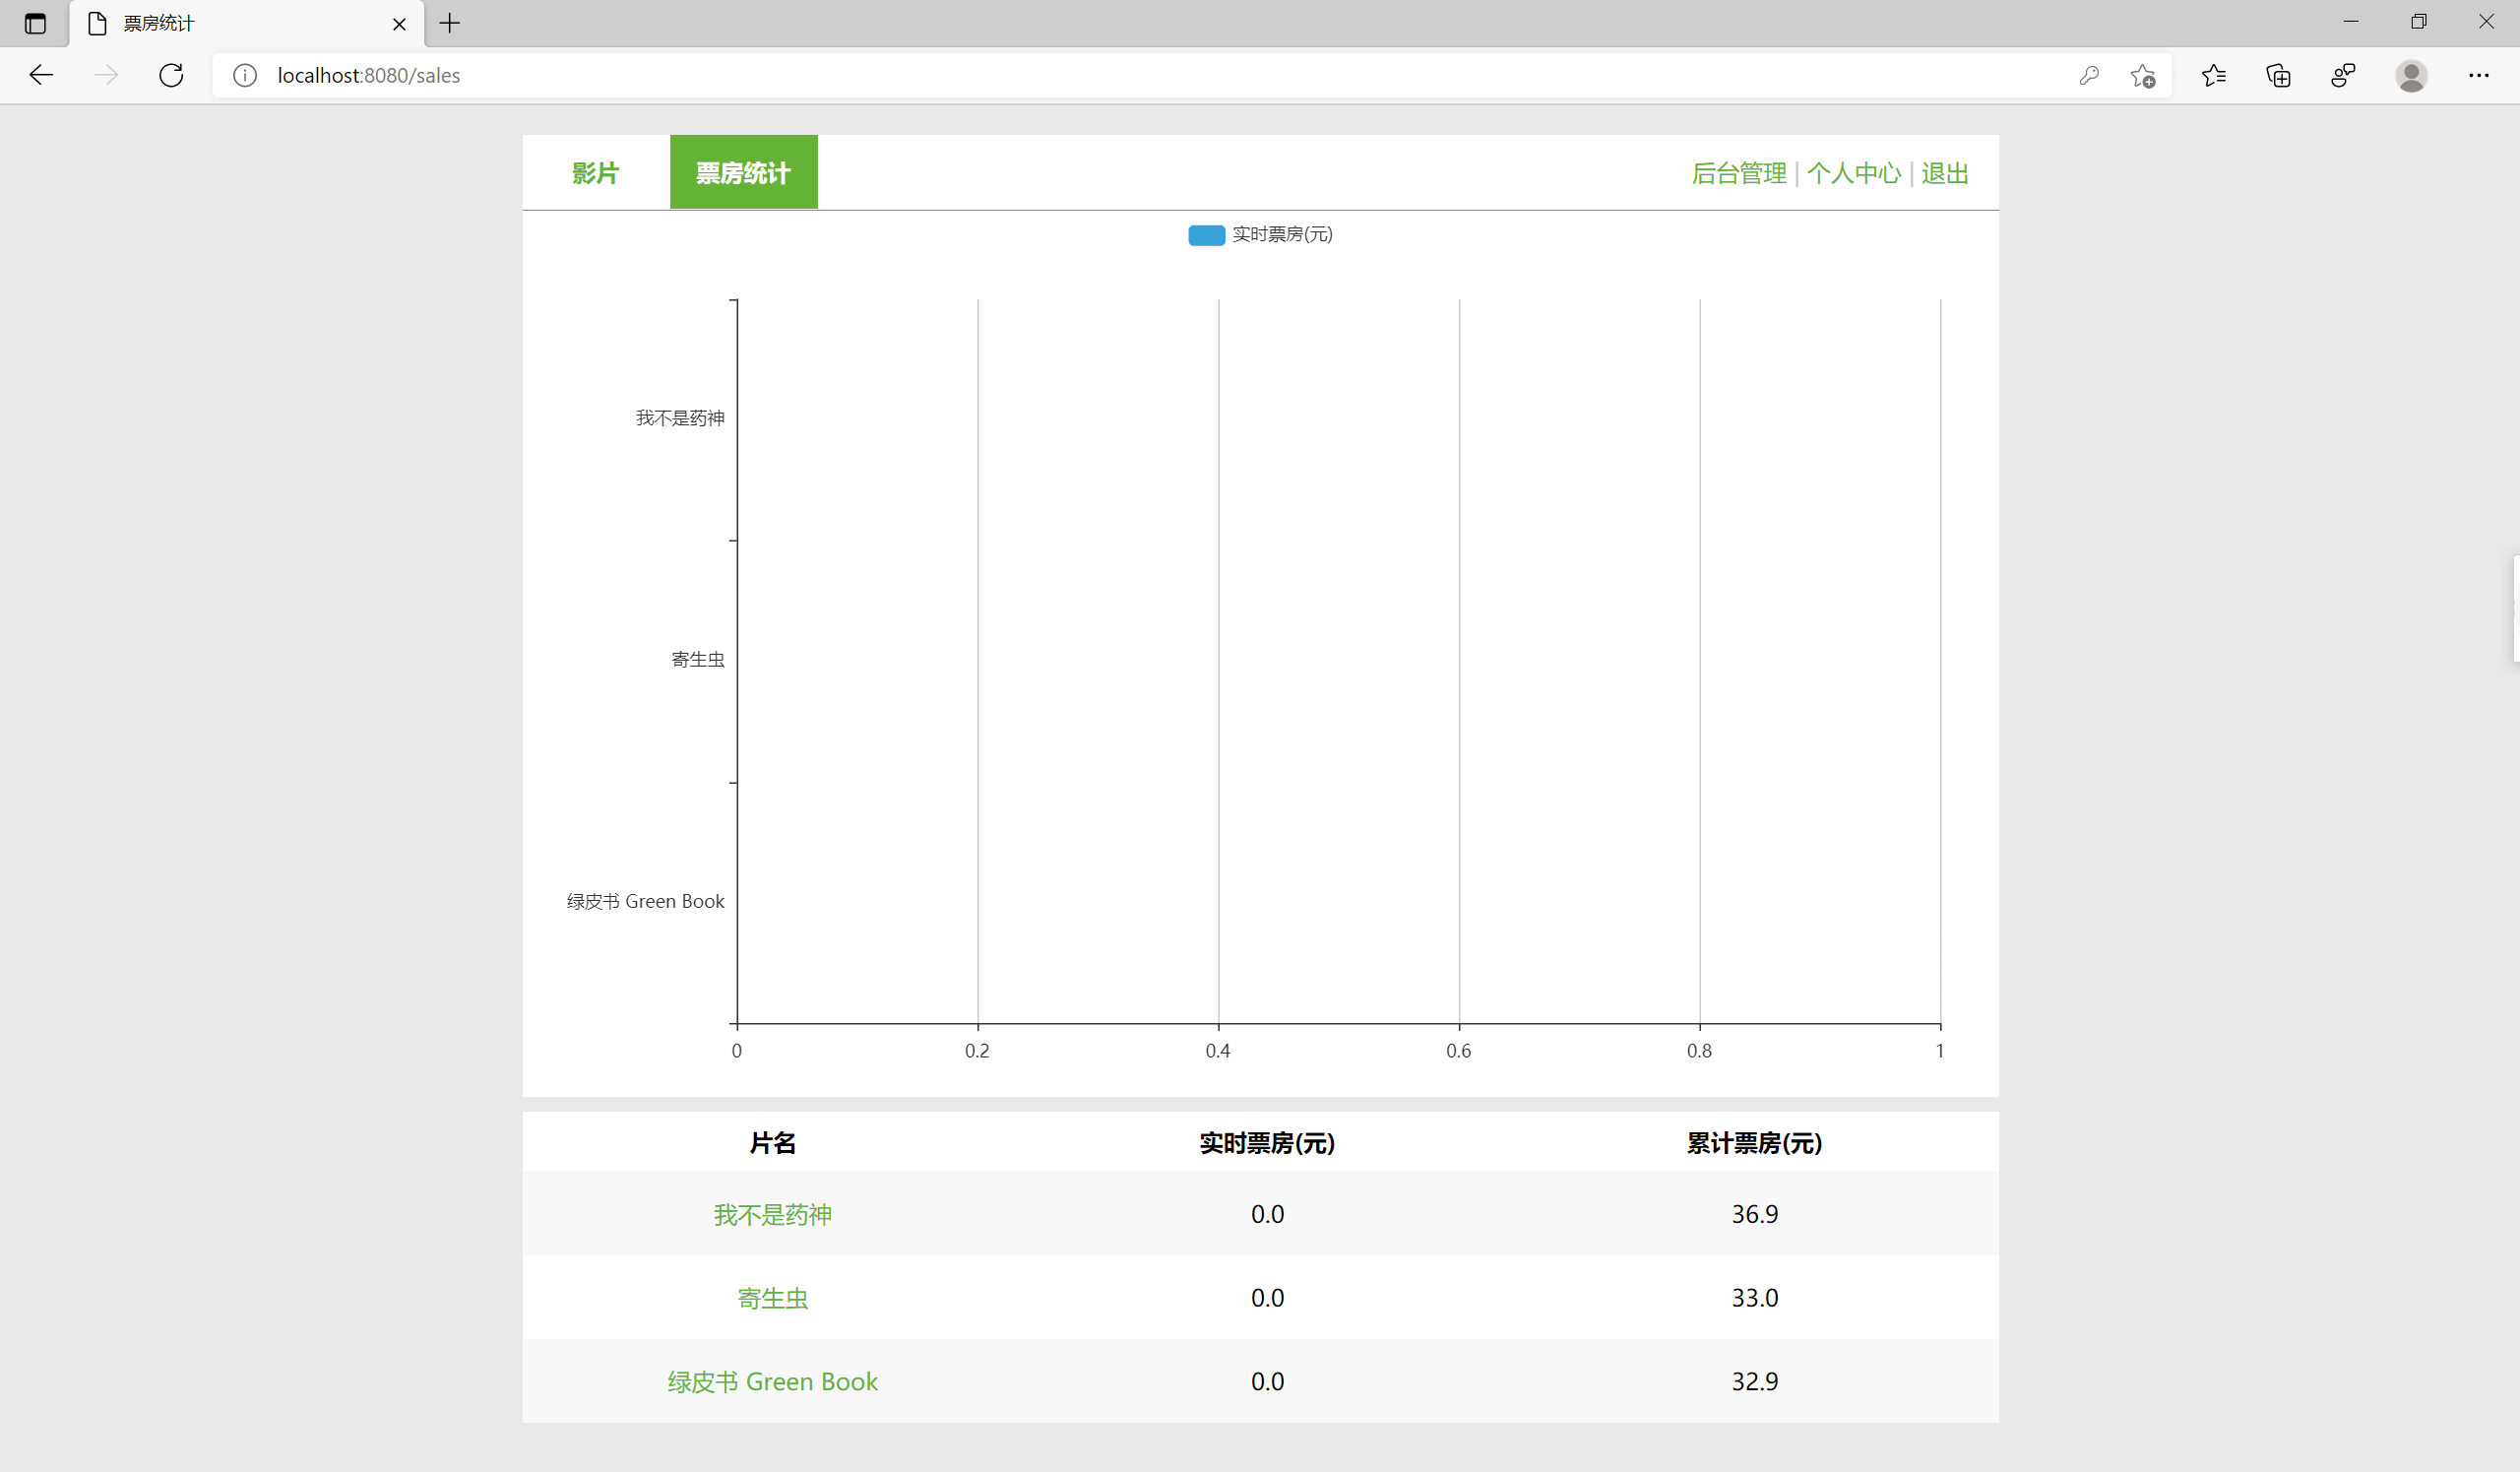 票房统计
localhost:8080/sales
影片 票房统计 后台管理 | 个人中心 | 退出
实时票房(元)
我不是药神
寄生虫
绿皮书 Green Book
0 0.2 0.4 0.6 0.8 1
片名 实时票房(元) 累计票房(元)
我不是药神 0.0 36.9
寄生虫 0.0 33.0
绿皮书 Green Book 0.0 32.9